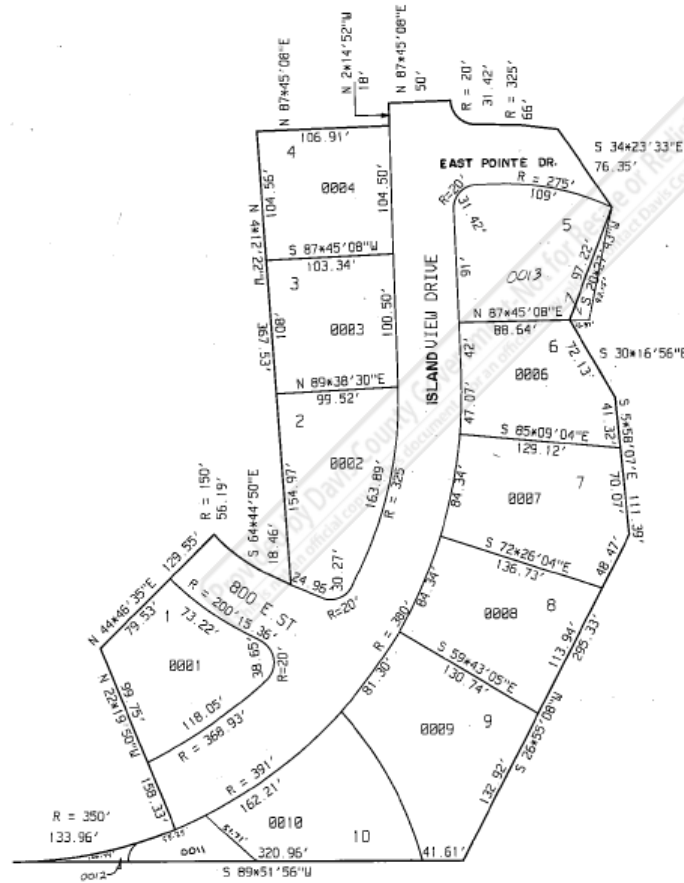 N 87*45'08"E
N 2*14'52"W
18'
N 87*45'08"E
50'
R = 20'
31.42'
R = 325'
66'
S 34*23'33"E
76.35'
106.91'
4
0004
104.56'
104.50'
EAST POINTE DR.
R = 275'
109'
R=20'
31.42'
5
0013
97.22'
S 20*27'43"W
91'
N 4*12'22"W
367.53'
S 87*45'08"W
103.34'
3
0003
108'
100.50'
ISLANDVIEW DRIVE
N 87*45'08"E
88.64'
6
0006
42'
47.07'
72.13'
S 30*16'56"E
N 89*38'30"E
99.52'
2
0002
154.97'
163.89'
R = 325
S 85*09'04"E
129.12'
41.32'
S 5*58'07"E
111.39'
7
0007
70.07'
84.34'
R = 150'
56.19'
S 64*44'50"E
18.46'
24.96
30.27'
R=20'
S 72*26'04"E
136.73'
48.47'
N 44*46'35"E
129.55'
79.53'
800 E ST
R = 200'
15.36'
73.22'
1
0001
38.65'
R=20'
8
0008
84.34'
R = 380'
113.94'
295.33'
S 59*43'05"E
130.74'
99.75'
N 22*19'50"W
158.33'
118.05'
R = 368.93'
81.30'
9
0009
S 26*55'08"W
132.92'
R = 391'
162.21'
R = 350'
133.96'
0011
0012
0010
10
320.96'
41.61'
S 89*51'56"W